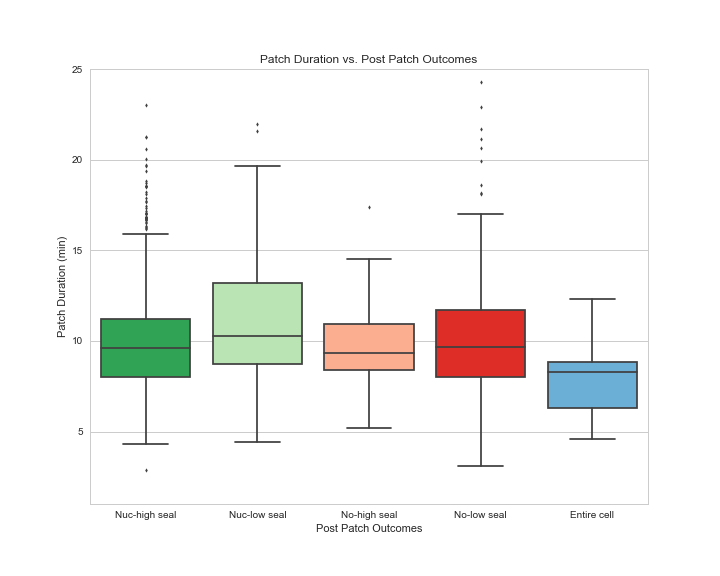 Patch Duration vs. Post Patch Outcomes
25
20
15
10
5
Patch Duration (min)
Nuc-high seal
Nuc-low seal
No-high seal
No-low seal
Entire cell
Post Patch Outcomes